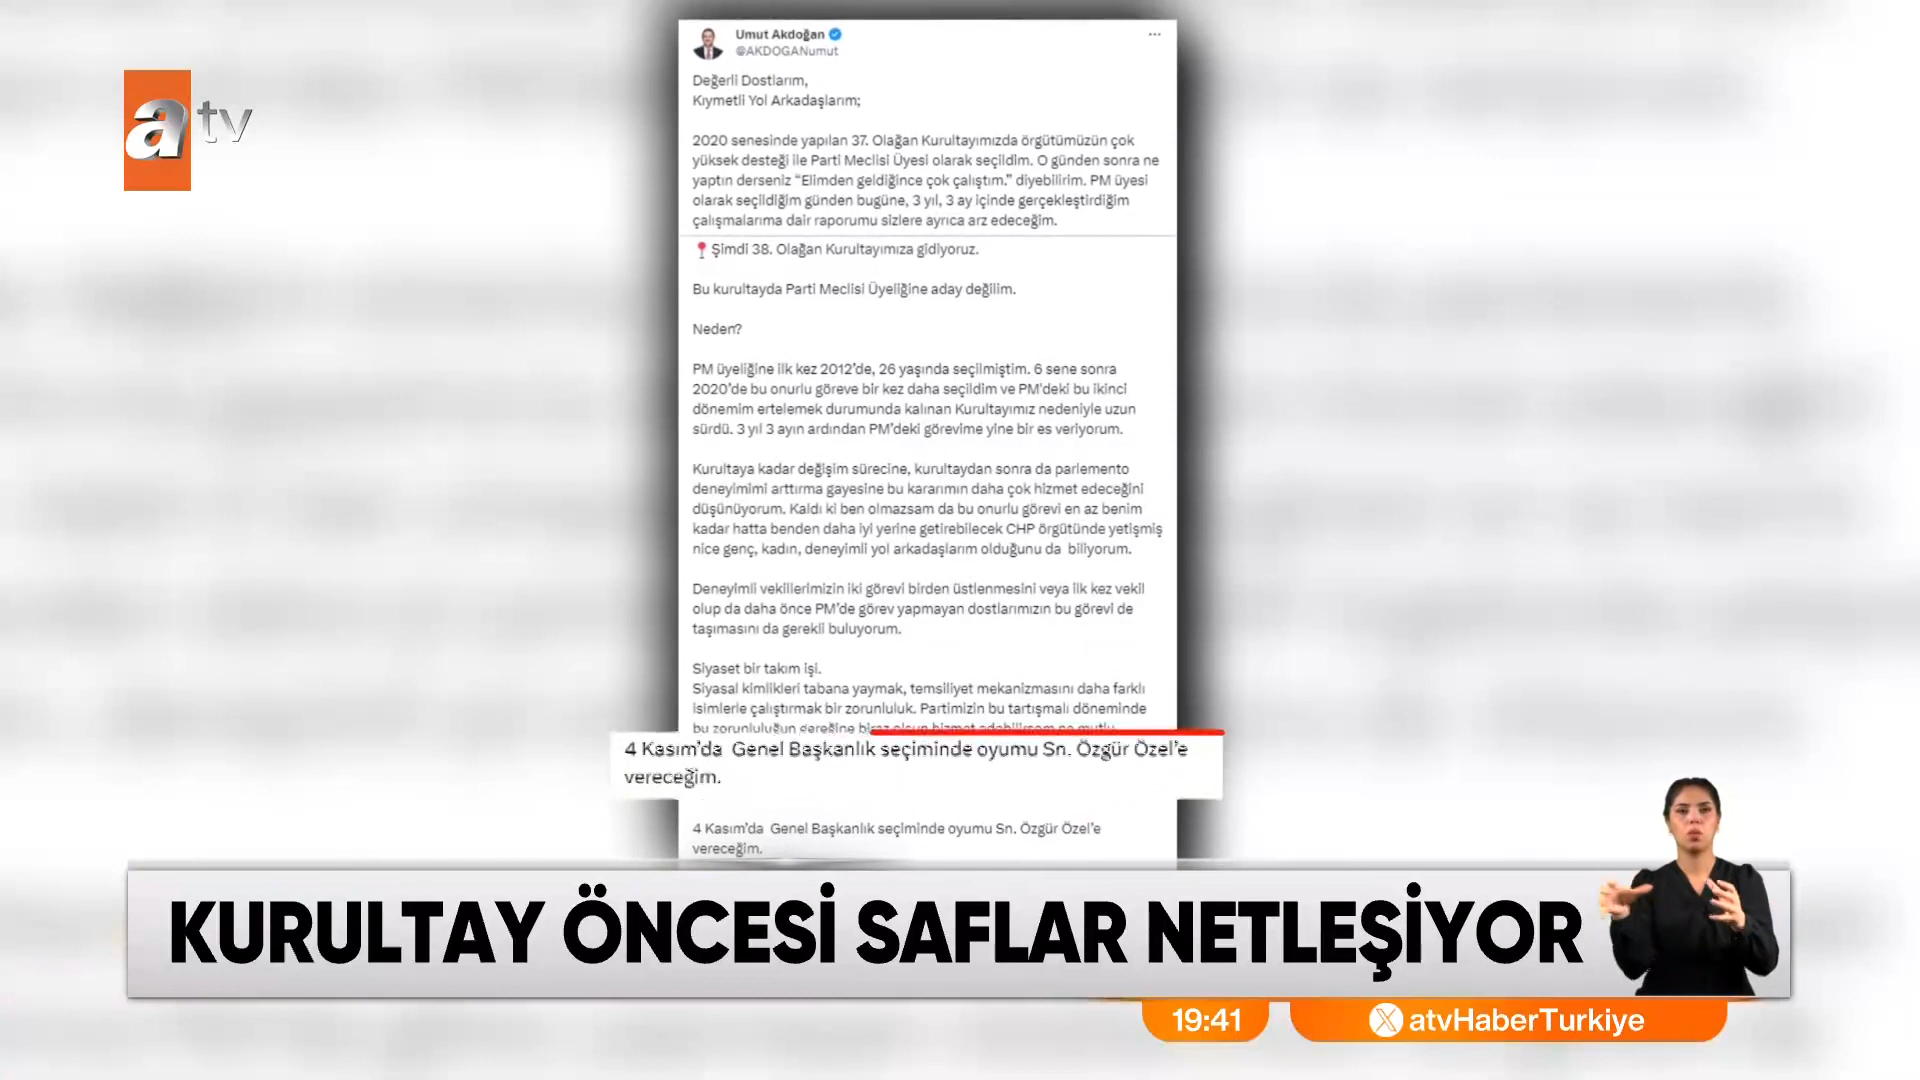 Umut Akdoğan
@AKDOGANumut
Değerli Dostlarım,
Kıymetli Yol Arkadaşlarım;
2020 senesinde yapılan 37. Olağan Kurultayımızda örgütümüzün çok
yüksek desteği ile Parti Meclisi Üyesi olarak seçildim. O günden sonra ne
yaptın derseniz “Elimden geldiğince çok çalıştım.” diyebilirim. PM üyesi
olarak seçildiğim günden bugüne, 3 yıl, 3 ay içinde gerçekleştirdiğim
çalışmalarıma dair raporumu sizlere ayrıca arz edeceğim.
Şimdi 38. Olağan Kurultayımıza gidiyoruz.
Bu kurultayda Parti Meclisi Üyeliğine aday değilim.
Neden?
PM üyeliğine ilk kez 2012’de, 26 yaşında seçilmiştim. 6 sene sonra
2020’de bu onurlu göreve bir kez daha seçildim ve PM'deki bu ikinci
dönemim ertelemek durumunda kalınan Kurultayımız nedeniyle uzun
sürdü. 3 yıl 3 ayın ardından PM’deki görevime yine bir es veriyorum.
Kurultaya kadar değişim sürecine, kurultaydan sonra da parlemento
deneyimimi arttırma gayesine bu kararımın daha çok hizmet edeceğini
düşünüyorum. Kaldı ki ben olmazsam da bu onurlu görevi en az benim
kadar hatta benden daha iyi yerine getirebilecek CHP örgütünde yetişmiş
nice genç, kadın, deneyimli yol arkadaşlarım olduğunu da biliyorum.
Deneyimli vekillerimizin iki görevi birden üstlenmesini veya ilk kez vekil
olup da daha önce PM’de görev yapmayan dostlarımızın bu görevi de
taşımasını da gerekli buluyorum.
Siyaset bir takım işi.
Siyasal kimlikleri tabana yaymak, temsiliyet mekanizmasını daha farklı
isimlerle çalıştırmak bir zorunluluk. Partimizin bu tartışmalı döneminde
bu zorunluluğun gereğine biraz olsun hizmet edebilirsem ne mutlu
4 Kasım’da Genel Başkanlık seçiminde oyumu Sn. Özgür Özel’e
vereceğim.
4 Kasım’da Genel Başkanlık seçiminde oyumu Sn. Özgür Özel’e
vereceğim.
atv
KURULTAY ÖNCESİ SAFLAR NETLEŞİYOR
19:41
atvHaberTurkiye